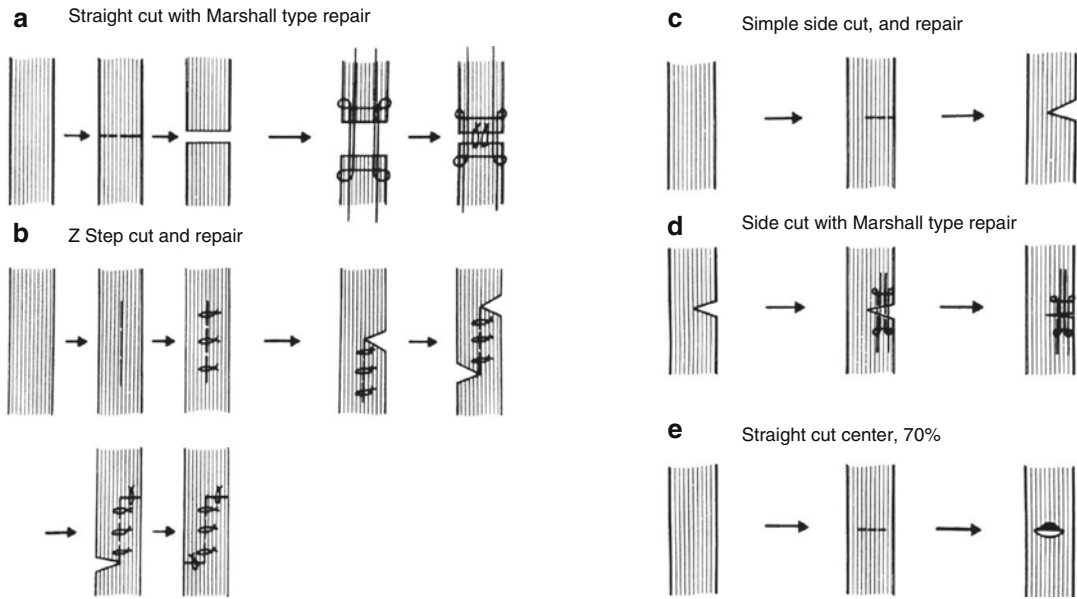 a Straight cut with Marshall type repair
b Z Step cut and repair
c Simple side cut, and repair
d Side cut with Marshall type repair
e Straight cut center, 70%